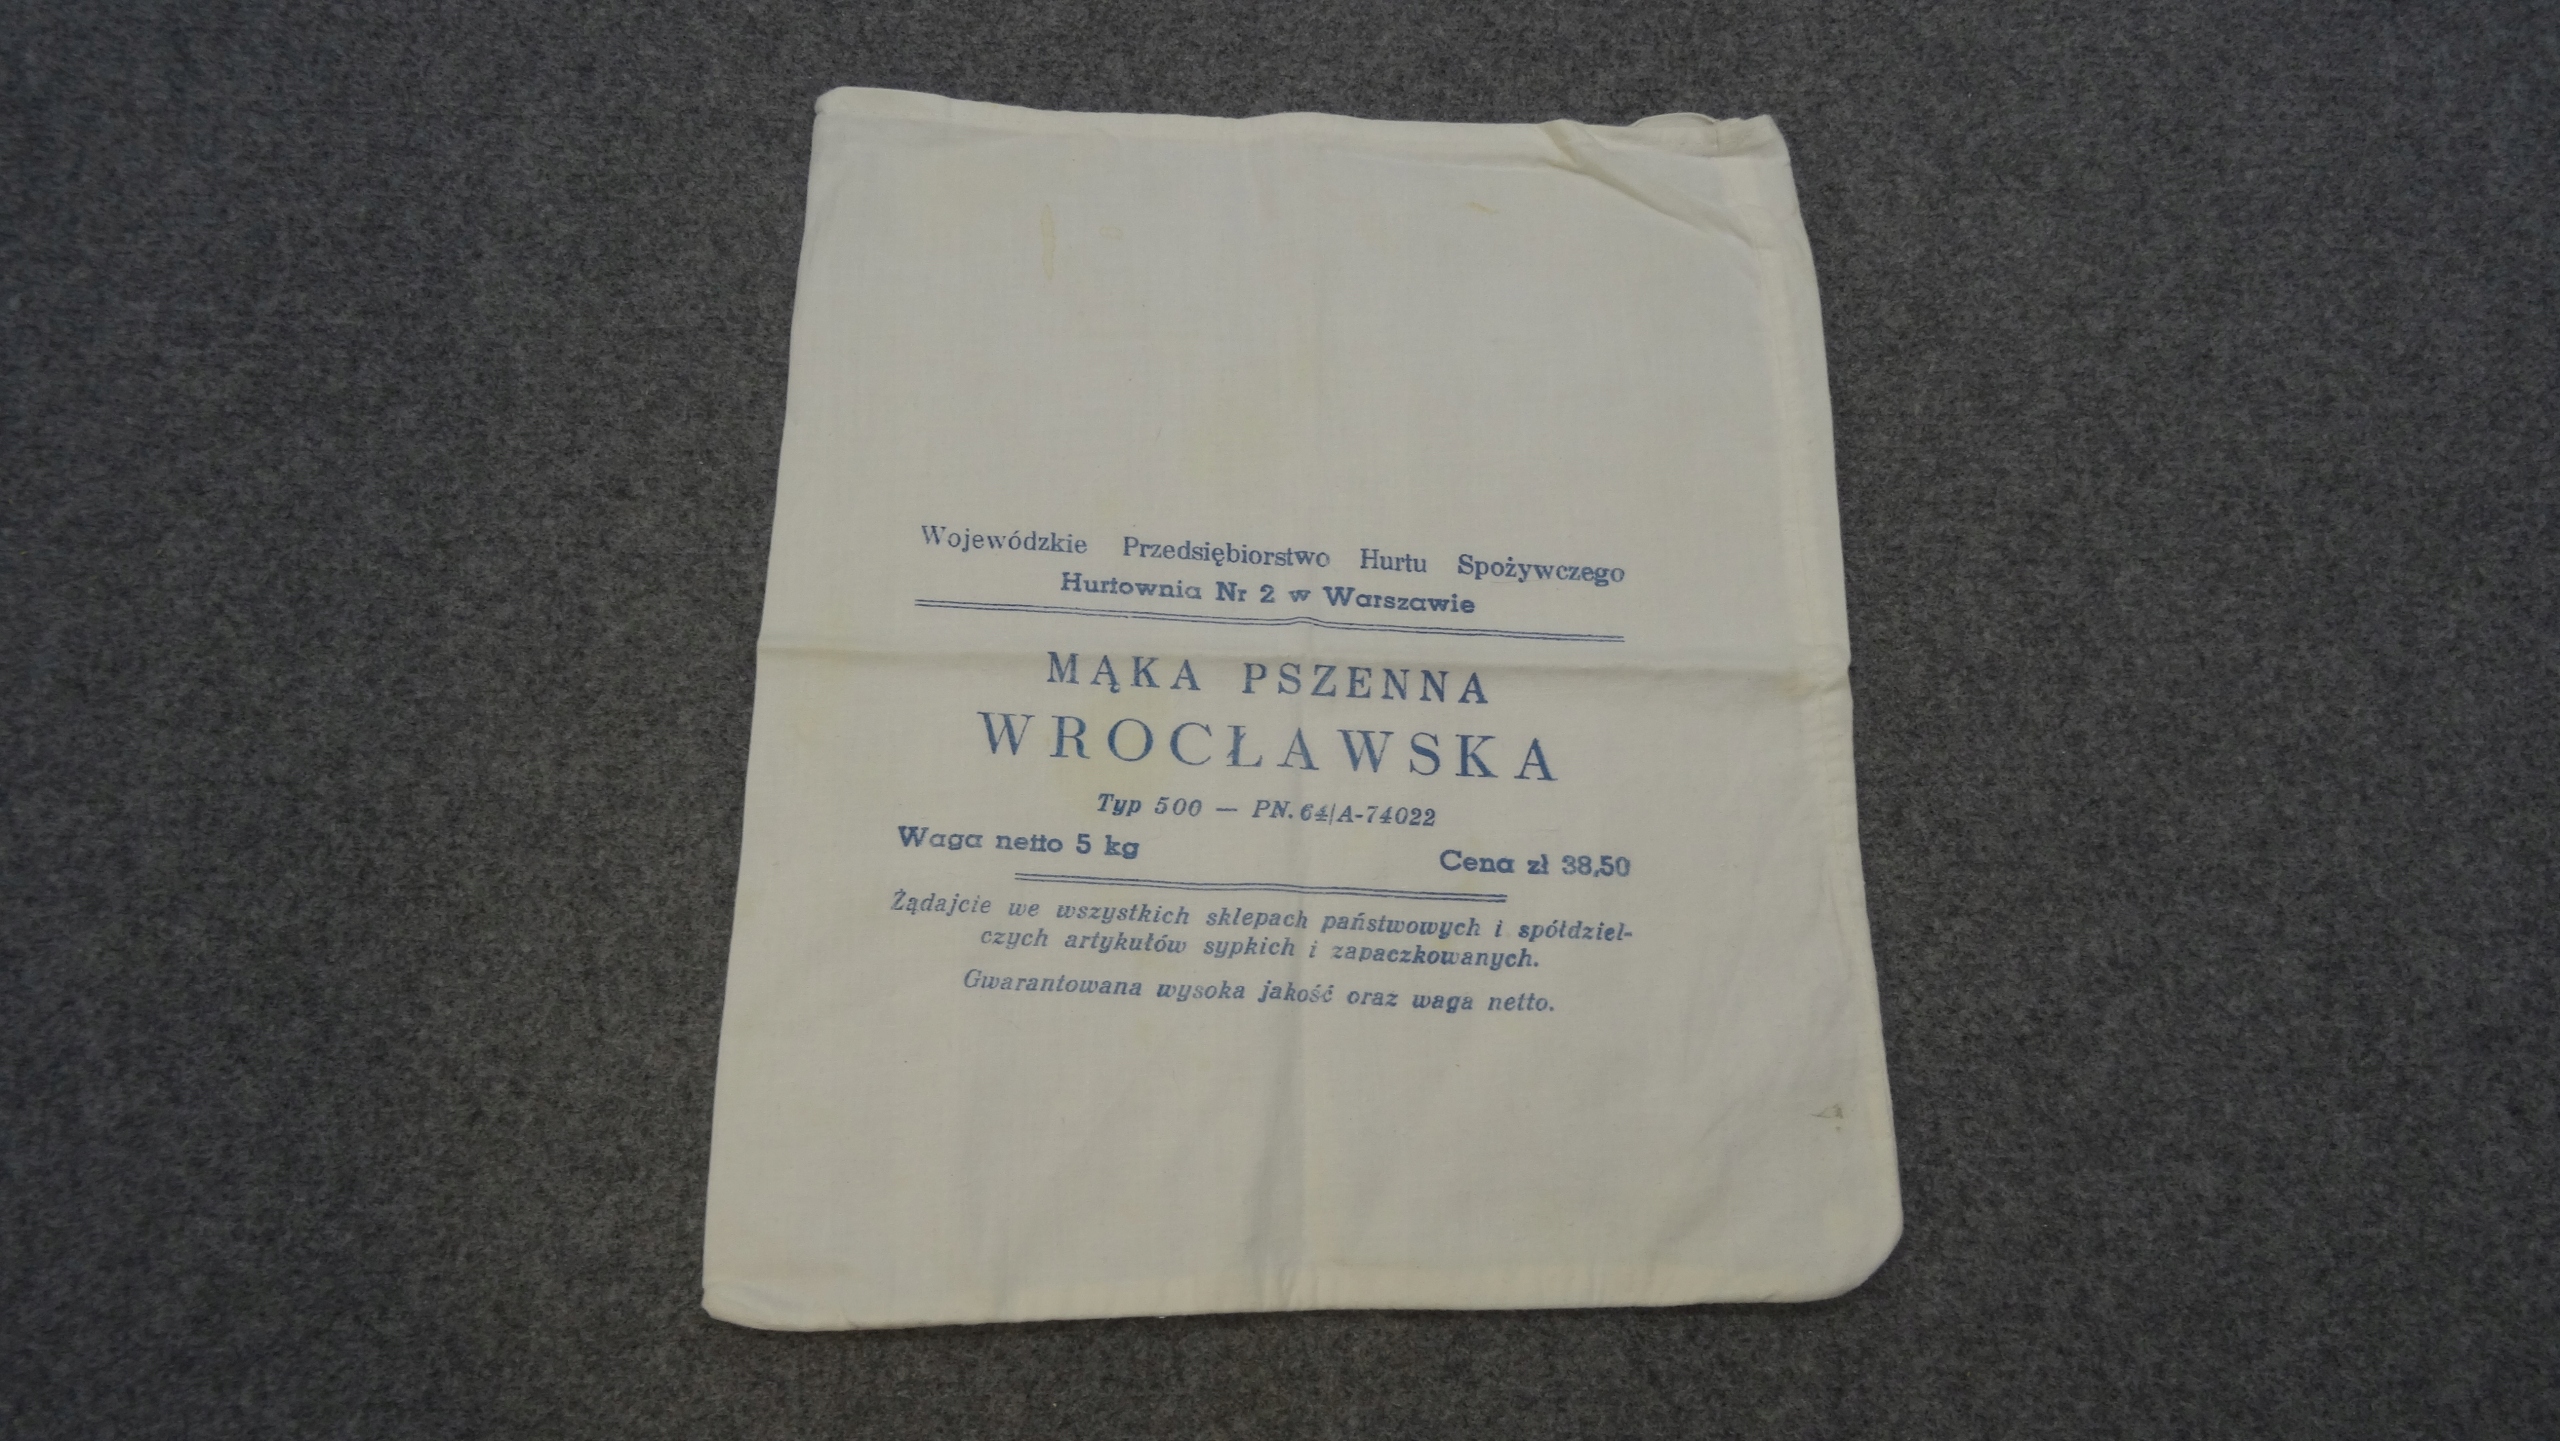 Wojewódzkie Przedsiębiorstwo Hurtu Spożywczego
Hurtownia Nr 2 w Warszawie
MĄKA PSZENNA
WROCŁAWSKA
Typ 500 — PN. 64/A-74022
Waga netto 5 kg Cena zł 38,50
Żądajcie we wszystkich sklepach państwowych i spółdziel-
czych artykułów sypkich i zapaczkowanych.
Gwarantowana wysoka jakość oraz waga netto.